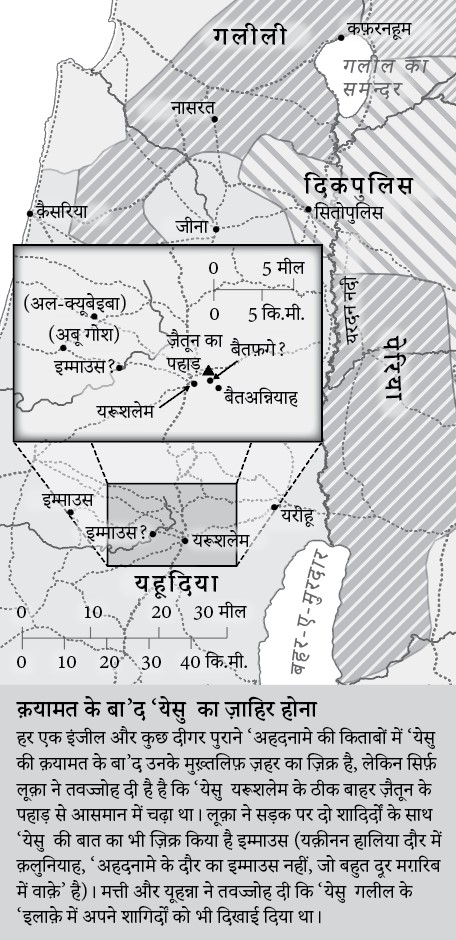 गलीली
कफ़रनहूम
गलील का
समन्दर
नासरत
दिकपुलिस
सितोपुलिस
क़ैसरिया
जीना
0 5 मील
0 5 कि.मी.
(अल-क्यूबेइबा)
(अबू गोश)
इम्माउस?
ज़ैतून का
पहाड़
बैतफ़गे?
बैतअन्नियाह
यरूशलेम
यरदन नदी
पेरिया
इम्माउस
इम्माउस?
यरूशलेम
यरीहू
यहूदिया
बहर-ए-मुरदार
0 10 20 30 मील
0 10 20 30 40 कि.मी.
क़यामत के बा’द ‘येसु का ज़ाहिर होना
हर एक इंजील और कुछ दीगर पुराने ‘अहदनामे की किताबों में ‘येसु
की क़यामत के बा’द उनके मुख़्तलिफ़ ज़हर का ज़िक्र है, लेकिन सिर्फ़
लूक़ा ने तवज्जोह दी है है कि ‘येसु यरूशलेम के ठीक बाहर ज़ैतून के
पहाड़ से आसमान में चढ़ा था। लूक़ा ने सड़क पर दो शादिर्दों के साथ
‘येसु की बात का भी ज़िक्र किया है इम्माउस (यक़ीनन हालिया दौर में
क़लुनियाह, ‘अहदनामे के दौर का इम्माउस नहीं, जो बहुत दूर मग़रिब
में वाक़े’ है)। मत्ती और यूहन्ना ने तवज्जोह दी कि ‘येसु गलील के
‘इलाक़े में अपने शागिर्दों को भी दिखाई दिया था।